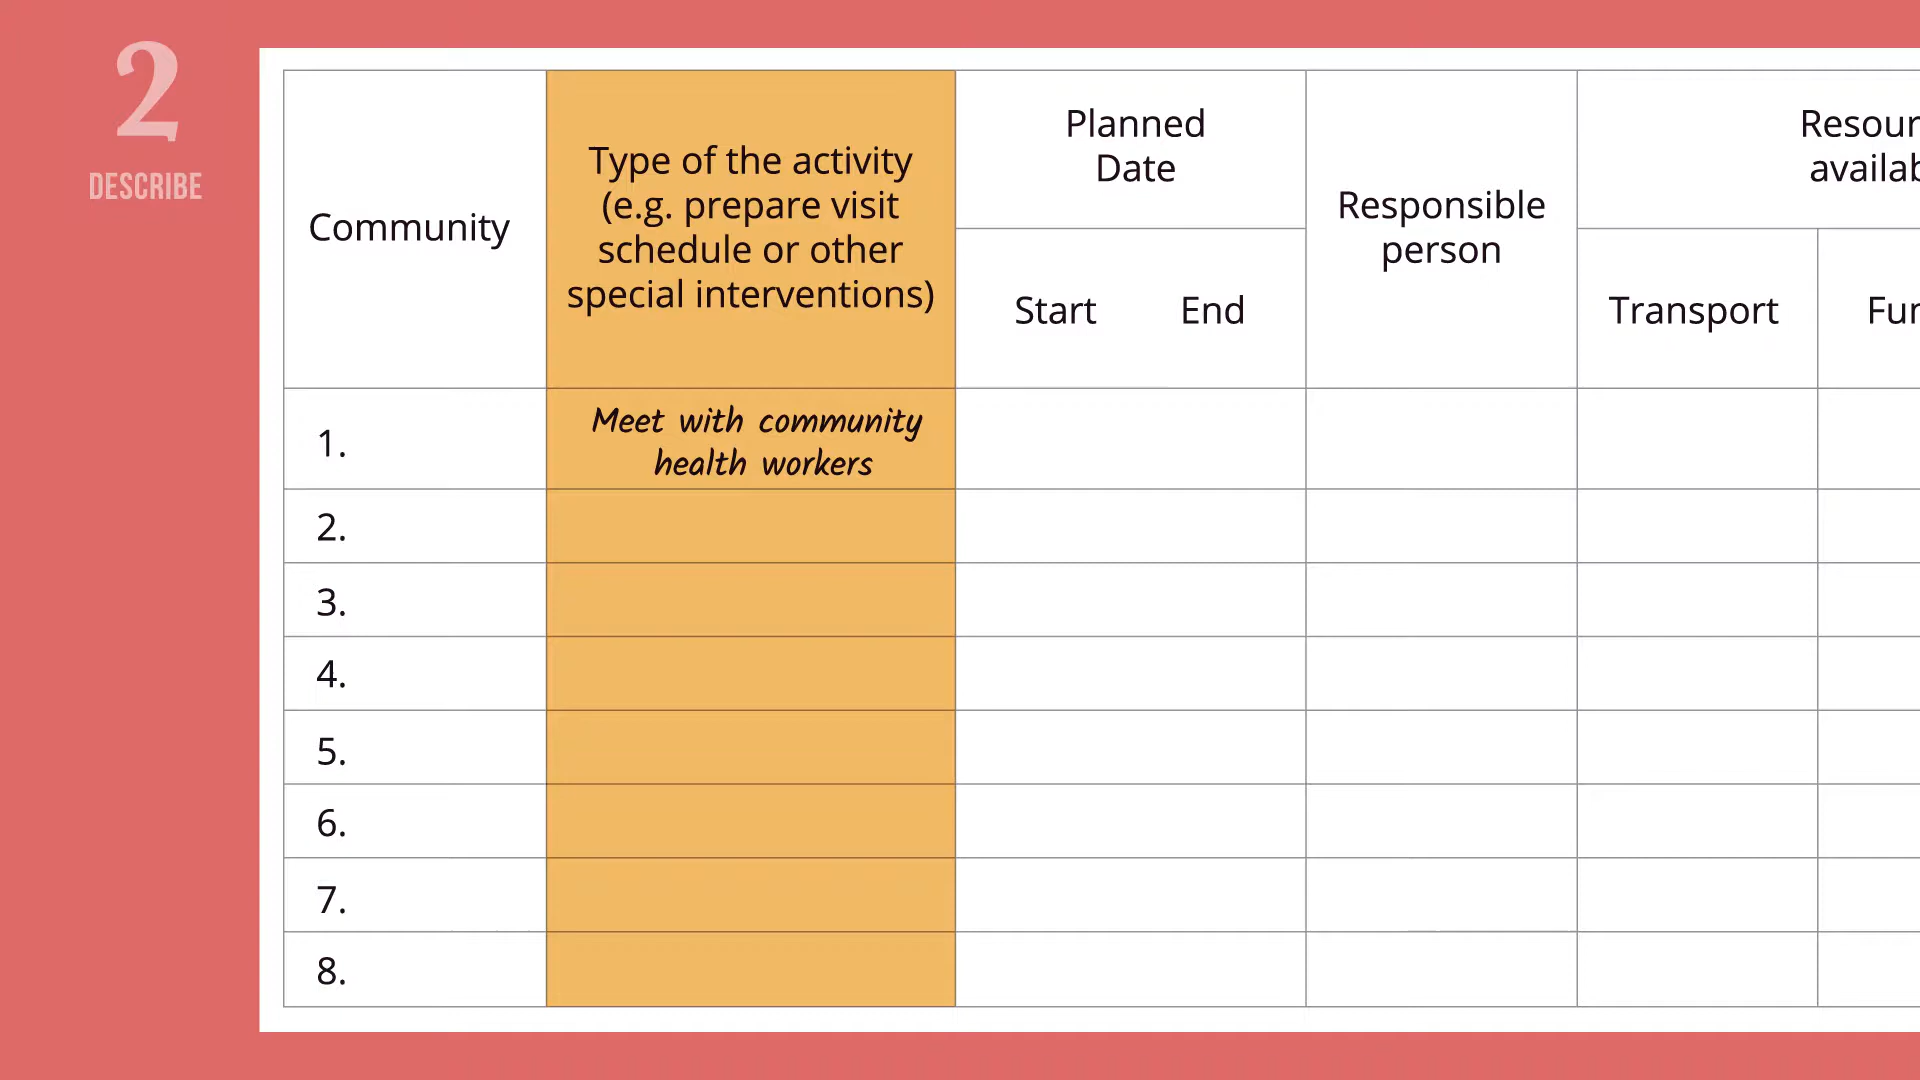 2
DESCRIBE
Community
Type of the activity
(e.g. prepare visit
schedule or other
special interventions)
Planned
Date
Start End
Responsible
person
Transport
1.
Meet with community
health workers
2.
3.
4.
5.
6.
7.
8.